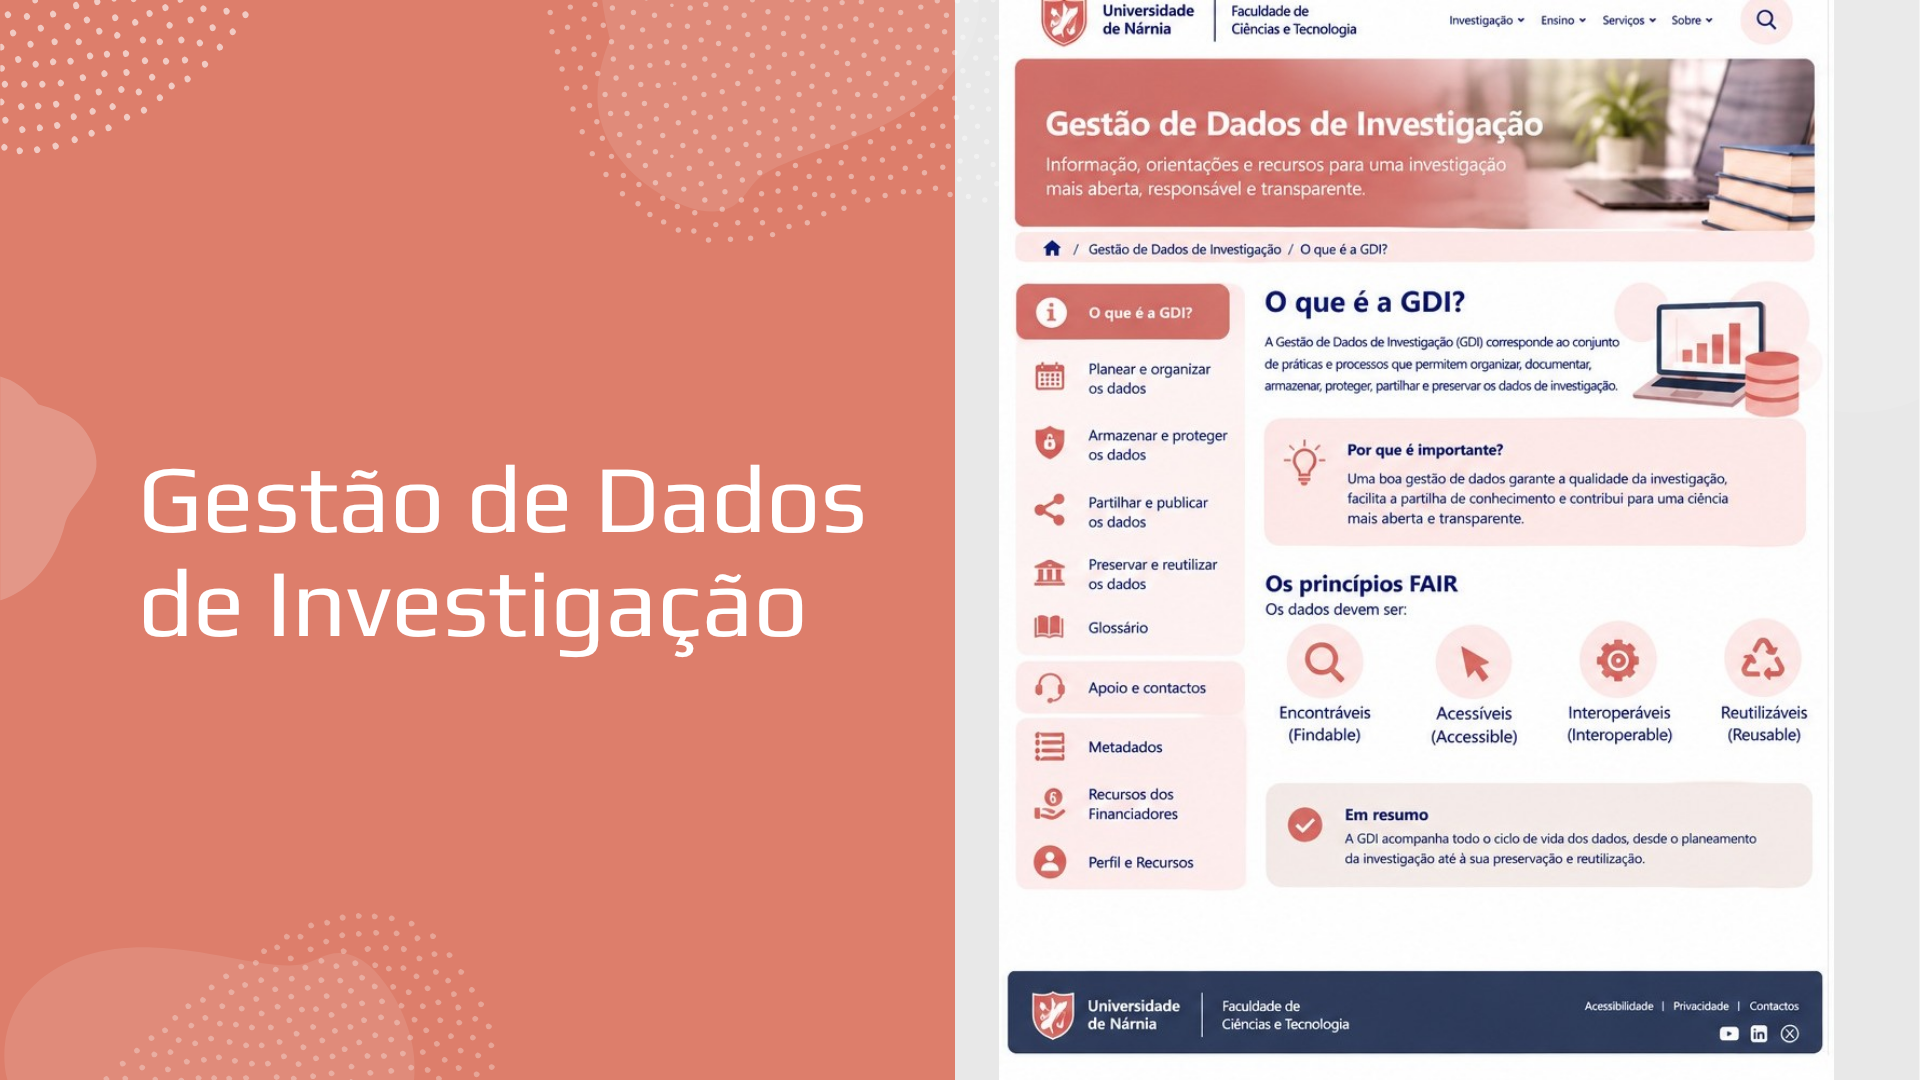 Gestão de Dados
de Investigação
Universidade
de Nárnia
Faculdade de
Ciências e Tecnologia
Investigação
Ensino
Serviços
Sobre
Gestão de Dados de Investigação
Informação, orientações e recursos para uma investigação
mais aberta, responsável e transparente.
/ Gestão de Dados de Investigação / O que é a GDI?
O que é a GDI?
Planear e organizar
os dados
Armazenar e proteger
os dados
Partilhar e publicar
os dados
Preservar e reutilizar
os dados
Glossário
Apoio e contactos
Metadados
6
Recursos dos
Financiadores
Perfil e Recursos
O que é a GDI?
A Gestão de Dados de Investigação (GDI) corresponde ao conjunto
de práticas e processos que permitem organizar, documentar,
armazenar, proteger, partilhar e preservar os dados de investigação.
Por que é importante?
Uma boa gestão de dados garante a qualidade da investigação,
facilita a partilha de conhecimento e contribui para uma ciência
mais aberta e transparente.
Os princípios FAIR
Os dados devem ser:
Encontráveis
(Findable)
Acessíveis
(Accessible)
Interoperáveis
(Interoperable)
Reutilizáveis
(Reusable)
Em resumo
A GDI acompanha todo o ciclo de vida dos dados, desde o planeamento
da investigação até à sua preservação e reutilização.
Universidade
de Nárnia
Faculdade de
Ciências e Tecnologia
Acessibilidade | Privacidade | Contactos